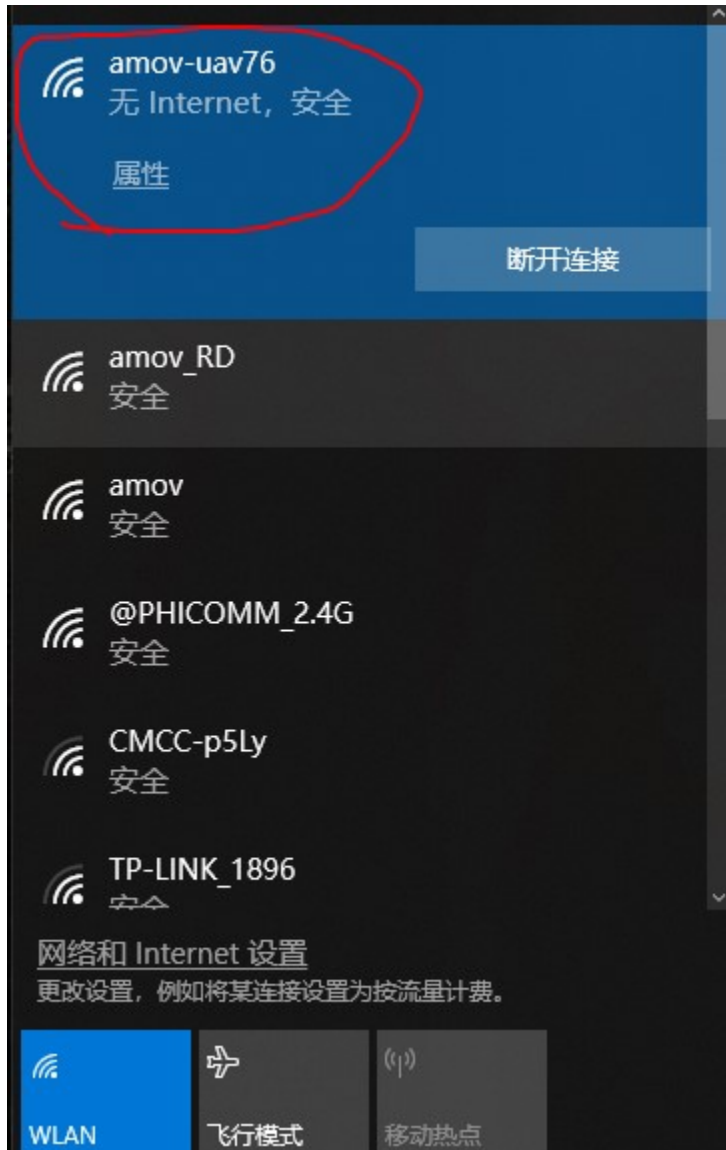 amov-uav76
无 Internet，安全
属性
断开连接
amov_RD
安全
amov
安全
@PHICOMM_2.4G
安全
CMCC-p5Ly
安全
TP-LINK_1896
安全
网络和 Internet 设置
更改设置，例如将某连接设置为按流量计费。
WLAN
飞行模式
移动热点